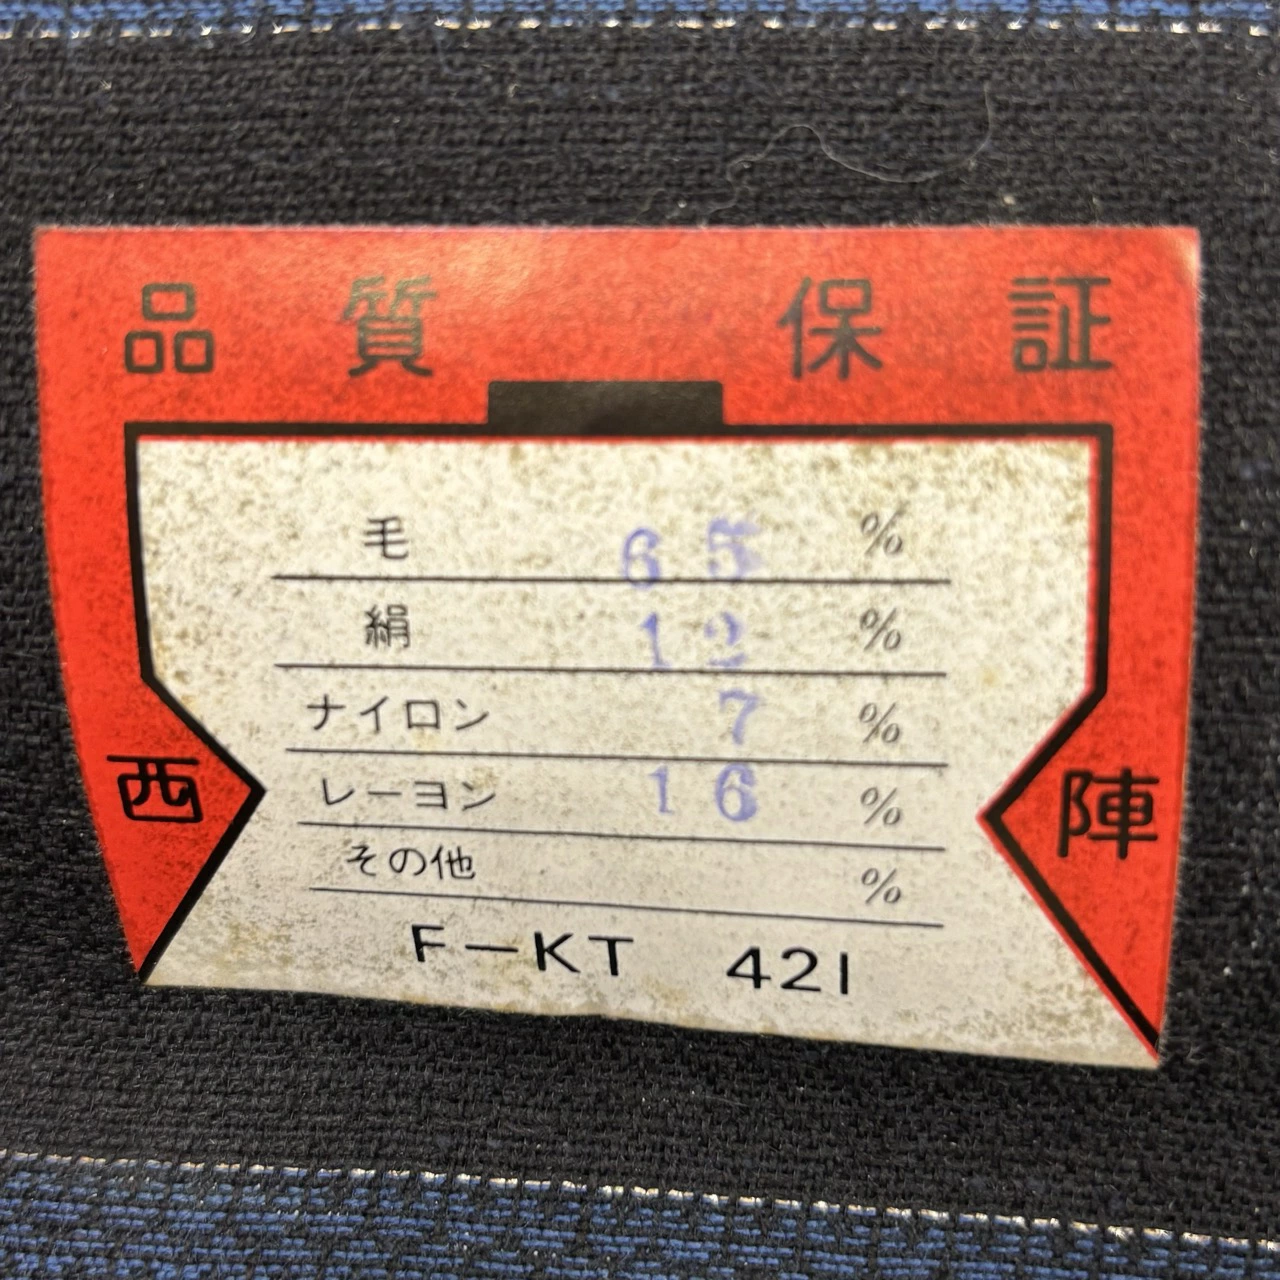 品質保証
毛 65 %
絹 12 %
ナイロン 7 %
レーヨン 16 %
その他 %
西陣
F-KT 421